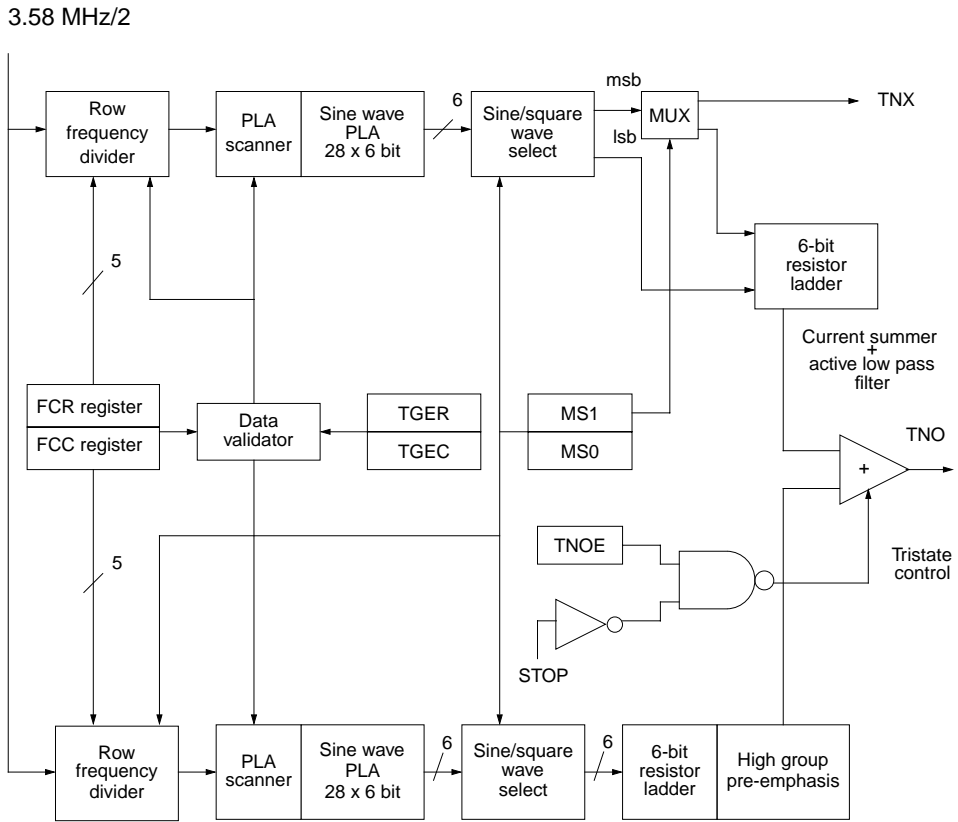 3.58 MHz/2
Row
frequency
divider
PLA
scanner
Sine wave
PLA
28 x 6 bit
6
Sine/square
wave
select
msb
lsb
MUX
TNX
5
6-bit
resistor
ladder
Current summer
+
active low pass
filter
FCR register
FCC register
Data
validator
TGER
TGEC
MS1
MS0
TNO
+
5
TNOE
Tristate
control
STOP
Row
frequency
divider
PLA
scanner
Sine wave
PLA
28 x 6 bit
6
Sine/square
wave
select
6
6-bit
resistor
ladder
High group
pre-emphasis